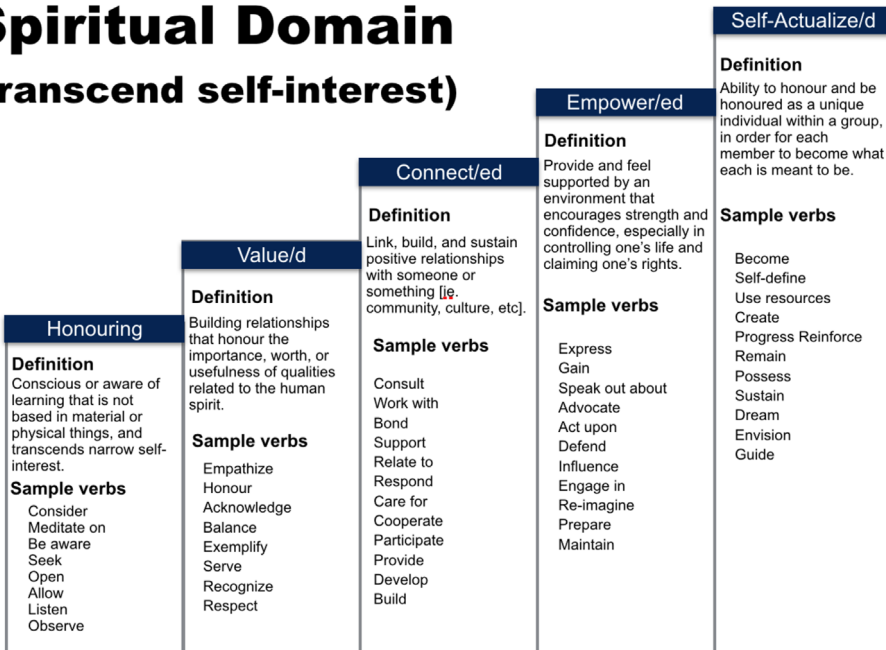 Spiritual Domain
ranscend self-interest)
Honouring
Definition
Conscious or aware of
learning that is not
based in material or
physical things, and
transcends narrow self-
interest.
Sample verbs
Consider
Meditate on
Be aware
Seek
Open
Allow
Listen
Observe
Value/d
Definition
Building relationships
that honour the
importance, worth, or
usefulness of qualities
related to the human
spirit.
Sample verbs
Empathize
Honour
Acknowledge
Balance
Exemplify
Serve
Recognize
Respect
Connect/ed
Definition
Link, build, and sustain
positive relationships
with someone or
something [ie.
community, culture, etc].
Sample verbs
Consult
Work with
Bond
Support
Relate to
Respond
Care for
Cooperate
Participate
Provide
Develop
Build
Empower/ed
Definition
Provide and feel
supported by an
environment that
encourages strength and
confidence, especially in
controlling one’s life and
claiming one’s rights.
Sample verbs
Express
Gain
Speak out about
Advocate
Act upon
Defend
Influence
Engage in
Re-imagine
Prepare
Maintain
Self-Actualize/d
Definition
Ability to honour and be
honoured as a unique
individual within a group,
in order for each
member to become what
each is meant to be.
Sample verbs
Become
Self-define
Use resources
Create
Progress Reinforce
Remain
Possess
Sustain
Dream
Envision
Guide